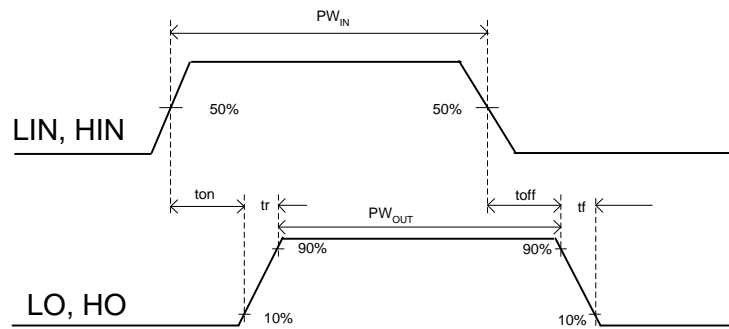 PW_IN
50% 50%
LIN, HIN
ton tr toff tf
PW_OUT
90% 90%
LO, HO
10% 10%